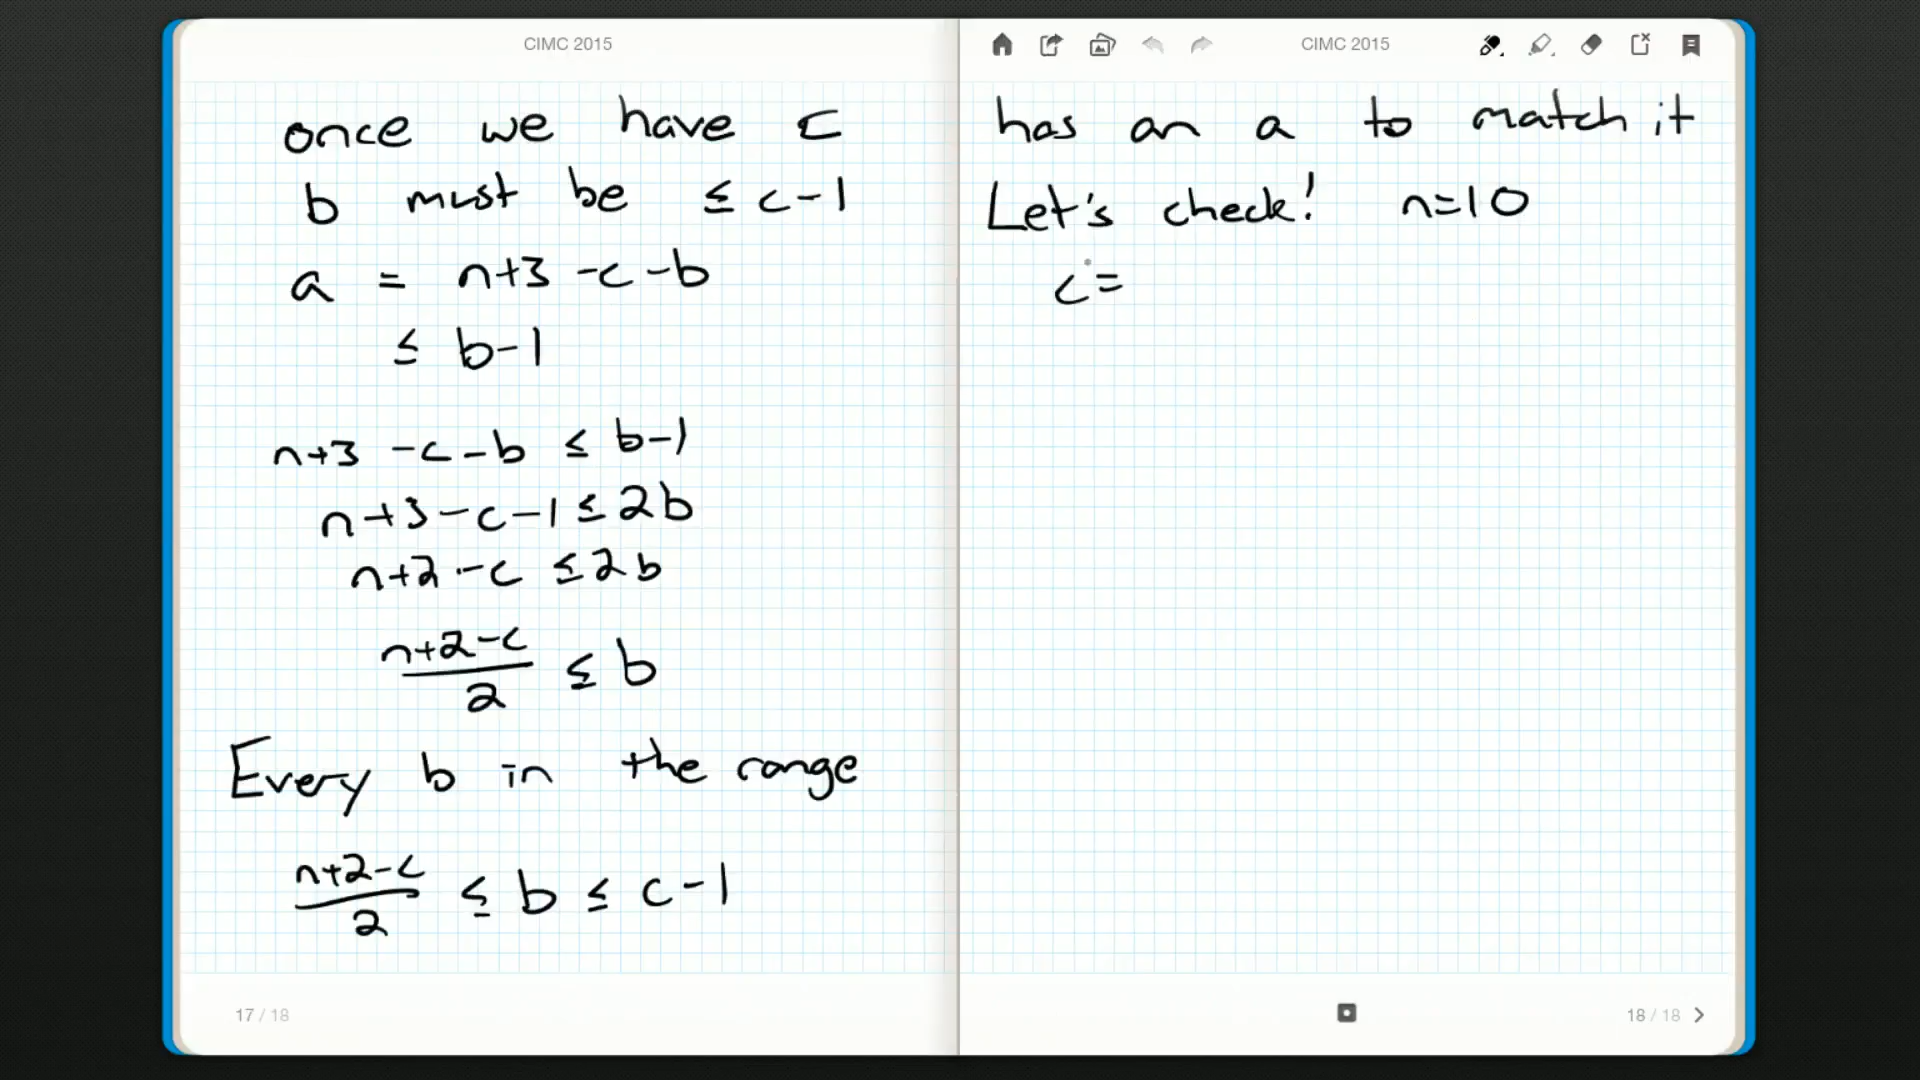 CIMC 2015
once we have c
b must be ≤ c-1
a = n+3 -c -b
≤ b-1
n+3 -c-b ≤ b-1
n+3-c-1 ≤ 2b
n+2-c ≤ 2b
n+2-c
2
≤ b
Every b in the range
n+2-c
2
≤ b ≤ c-1
17 / 18
CIMC 2015
has an a to match it
Let's check! n=10
c=
18 / 18